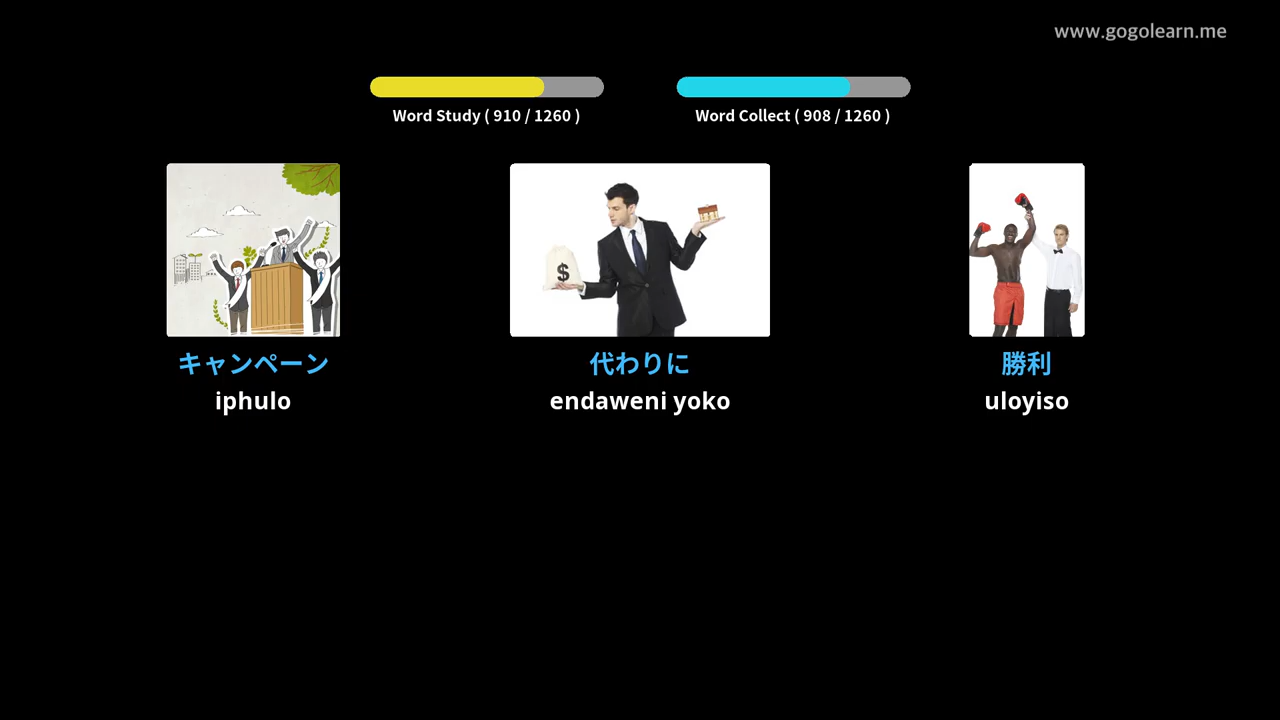 www.gogolearn.me
Word Study ( 910 / 1260 )
Word Collect ( 908 / 1260 )
$
キャンペーン
代わりに
勝利
iphulo
endaweni yoko
uloyiso